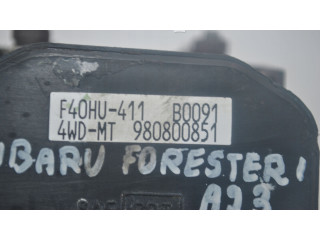 F40HU-411 B0091
4WD-MT 980800851
UBARU FORESTER I
A23